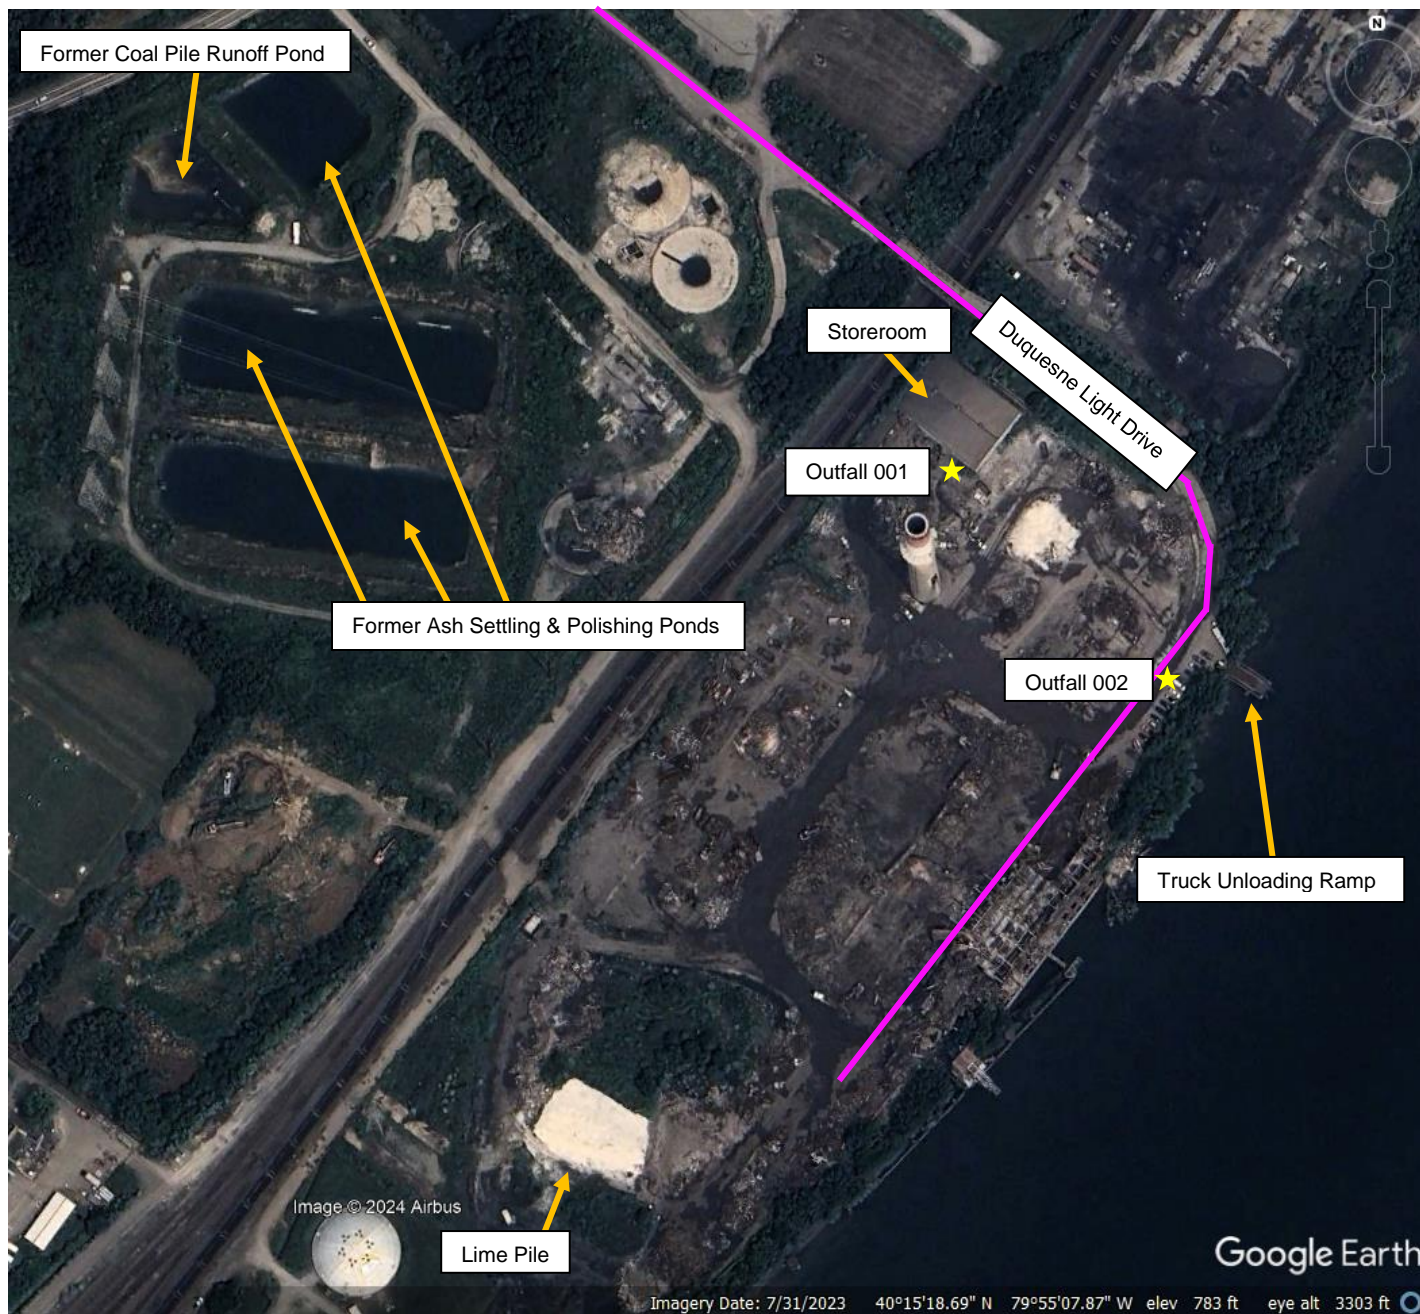 N
Former Coal Pile Runoff Pond
Storeroom
Duquesne Light Drive
Outfall 001
Former Ash Settling & Polishing Ponds
Outfall 002
Truck Unloading Ramp
Image © 2024 Airbus
Lime Pile
Google Earth
Imagery Date: 7/31/2023 40°15'18.69" N 79°55'07.87" W elev 783 ft eye alt 3303 ft